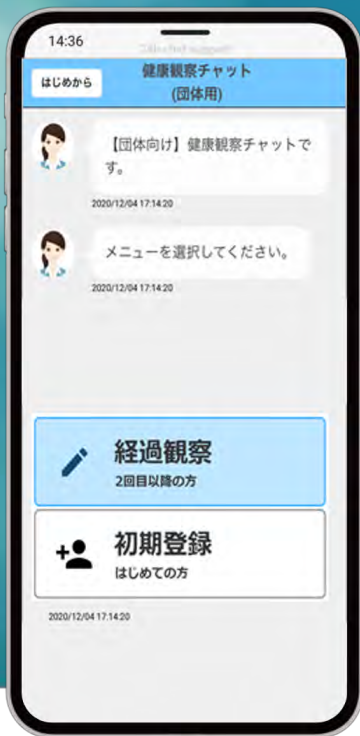 14:36
はじめから
健康観察チャット
(団体用)
【団体向け】健康観察チャットで
す。
2020/12/04 17:14:20
メニューを選択してください。
2020/12/04 17:14:20
経過観察
2回目以降の方
初期登録
はじめての方
2020/12/04 17:14:20